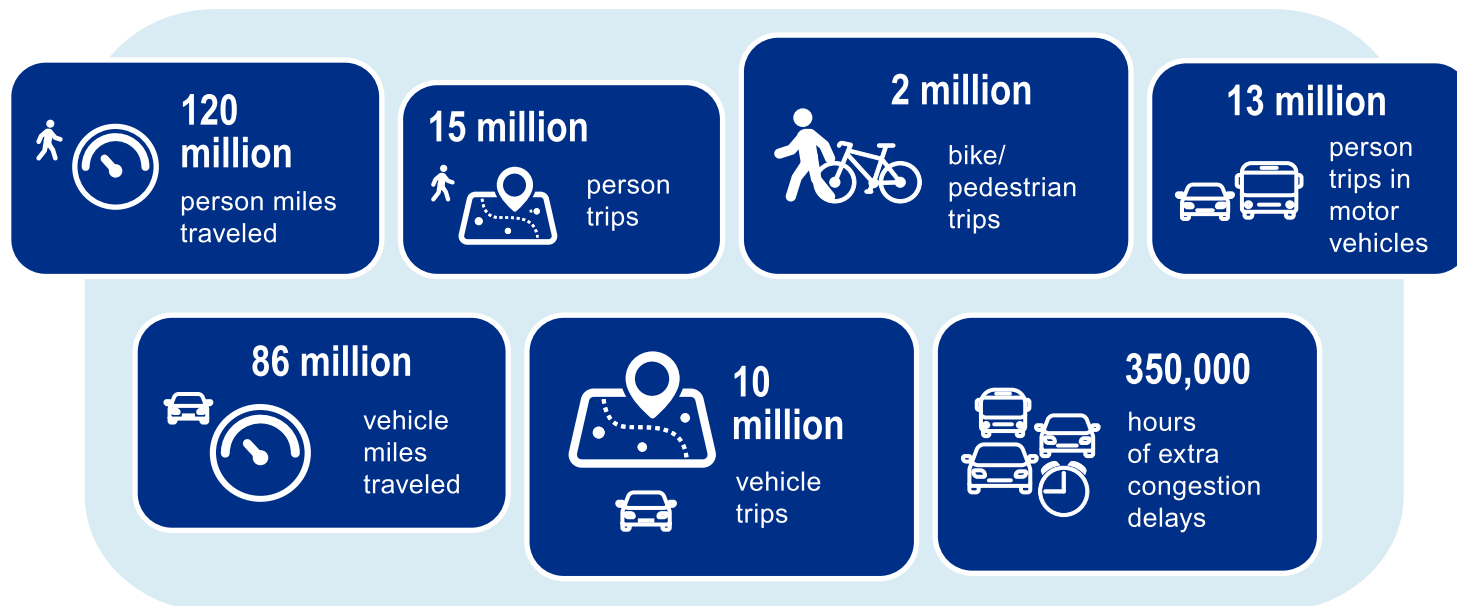 120
million
person miles
traveled
15 million
person
trips
2 million
bike/
pedestrian
trips
13 million
person
trips in
motor
vehicles
86 million
vehicle
miles
traveled
10
million
vehicle
trips
350,000
hours
of extra
congestion
delays